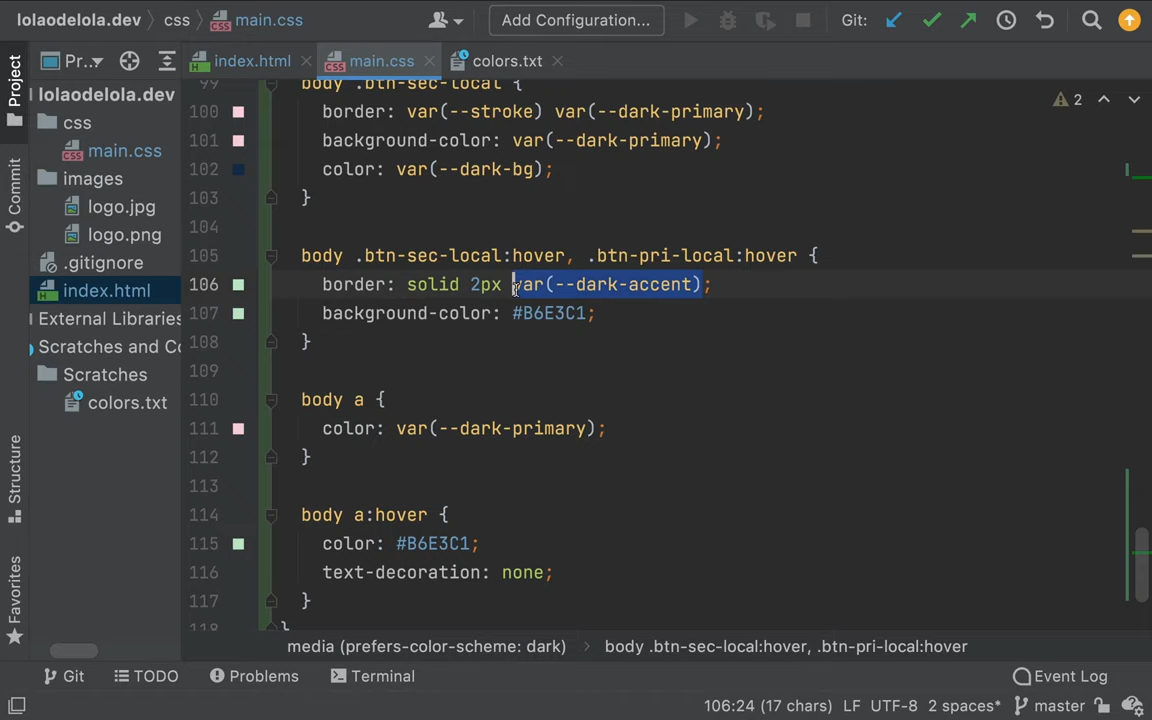 lolaodelola.dev
css
main.css
Add Configuration...
Git:
Pr...
index.html
main.css
colors.txt
Project
Commit
Structure
Favorites
lolaodelola.dev
css
main.css
images
logo.jpg
logo.png
.gitignore
index.html
External Libraries
Scratches and Co
Scratches
colors.txt
2
99 body .btn-sec-local {
100 border: var(--stroke) var(--dark-primary);
101 background-color: var(--dark-primary);
102 color: var(--dark-bg);
103 }
104
105 body .btn-sec-local:hover, .btn-pri-local:hover {
106 border: solid 2px var(--dark-accent);
107 background-color: #B6E3C1;
108 }
109
110 body a {
111 color: var(--dark-primary);
112 }
113
114 body a:hover {
115 color: #B6E3C1;
116 text-decoration: none;
117 }
118 }
media (prefers-color-scheme: dark) body .btn-sec-local:hover, .btn-pri-local:hover
Git TODO Problems Terminal Event Log
106:24 (17 chars) LF UTF-8 2 spaces* master